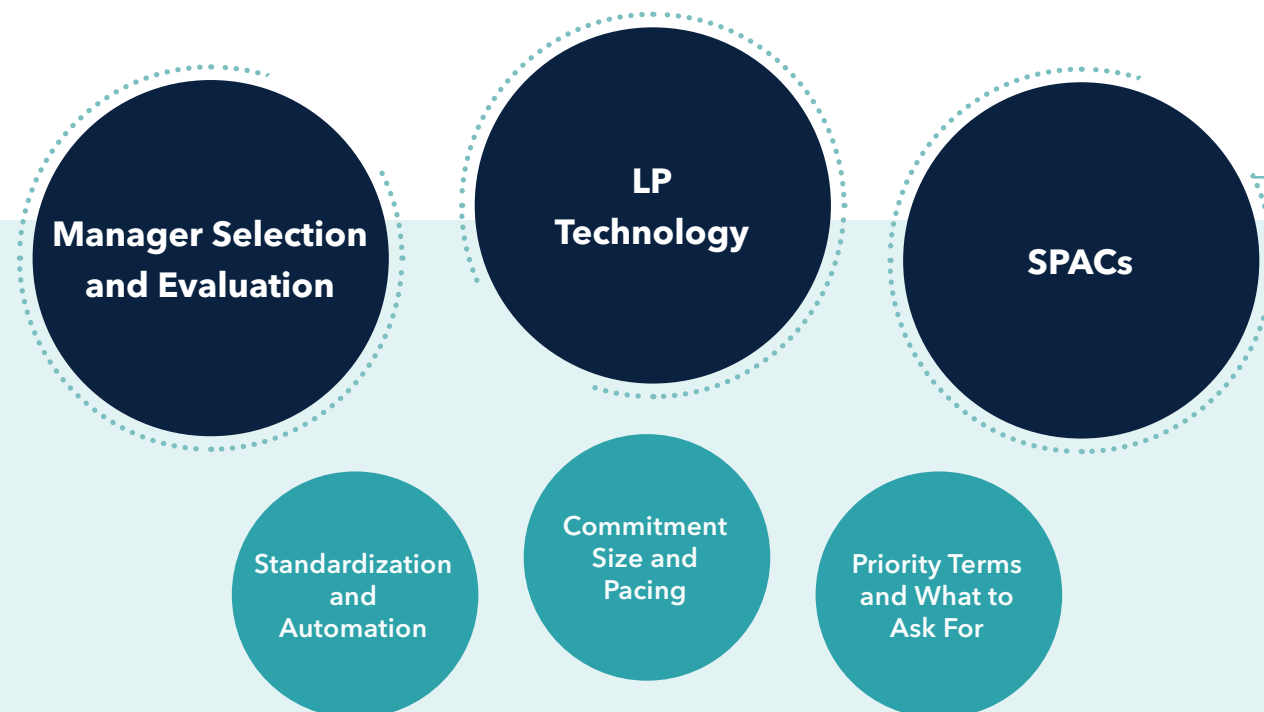 Manager Selection
and Evaluation
LP
Technology
SPACs
Standardization
and
Automation
Commitment
Size and
Pacing
Priority Terms
and What to
Ask For